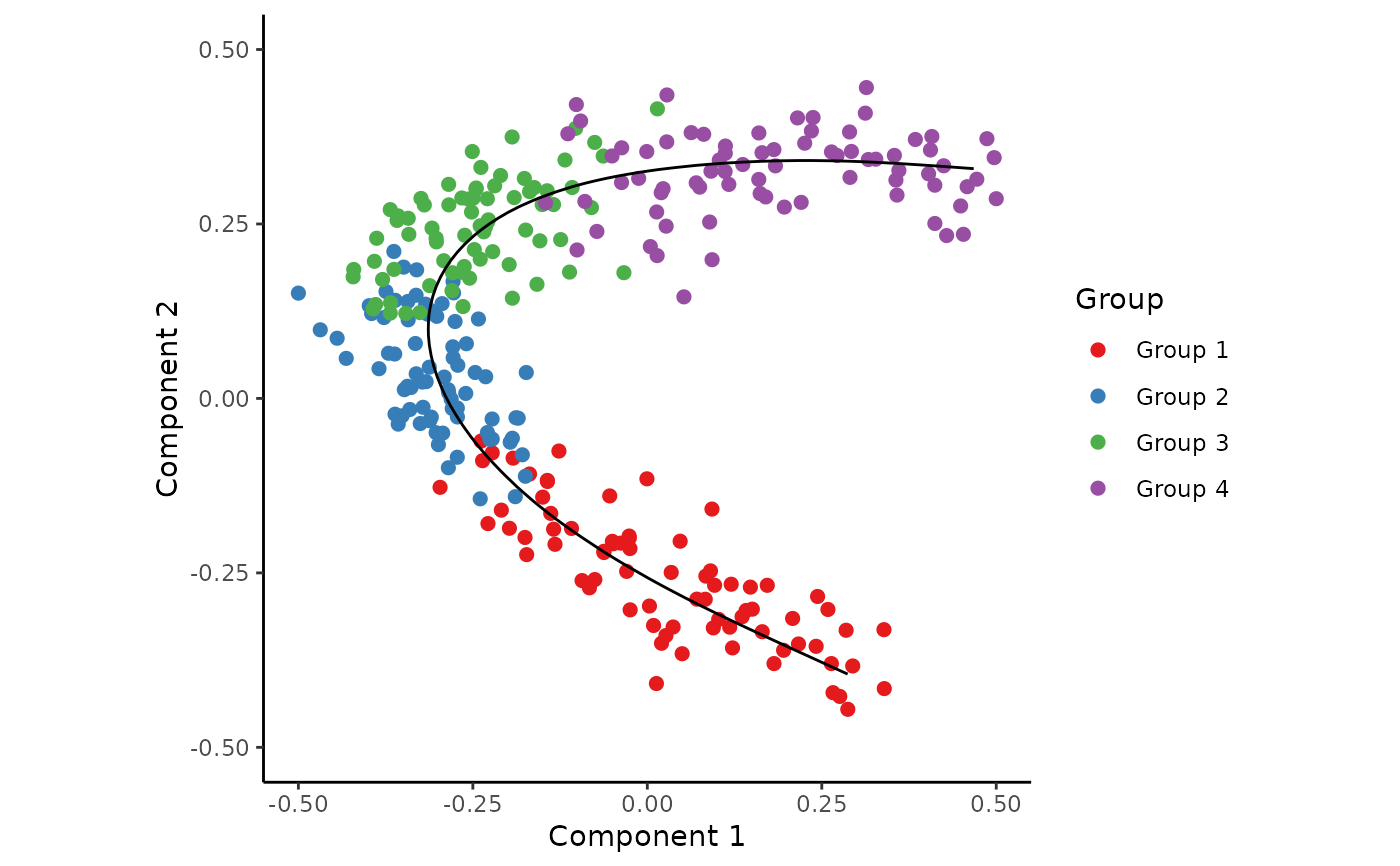 0.50
0.25
0.00
-0.25
-0.50
Component 2
-0.50 -0.25 0.00 0.25 0.50
Component 1
Group
Group 1
Group 2
Group 3
Group 4